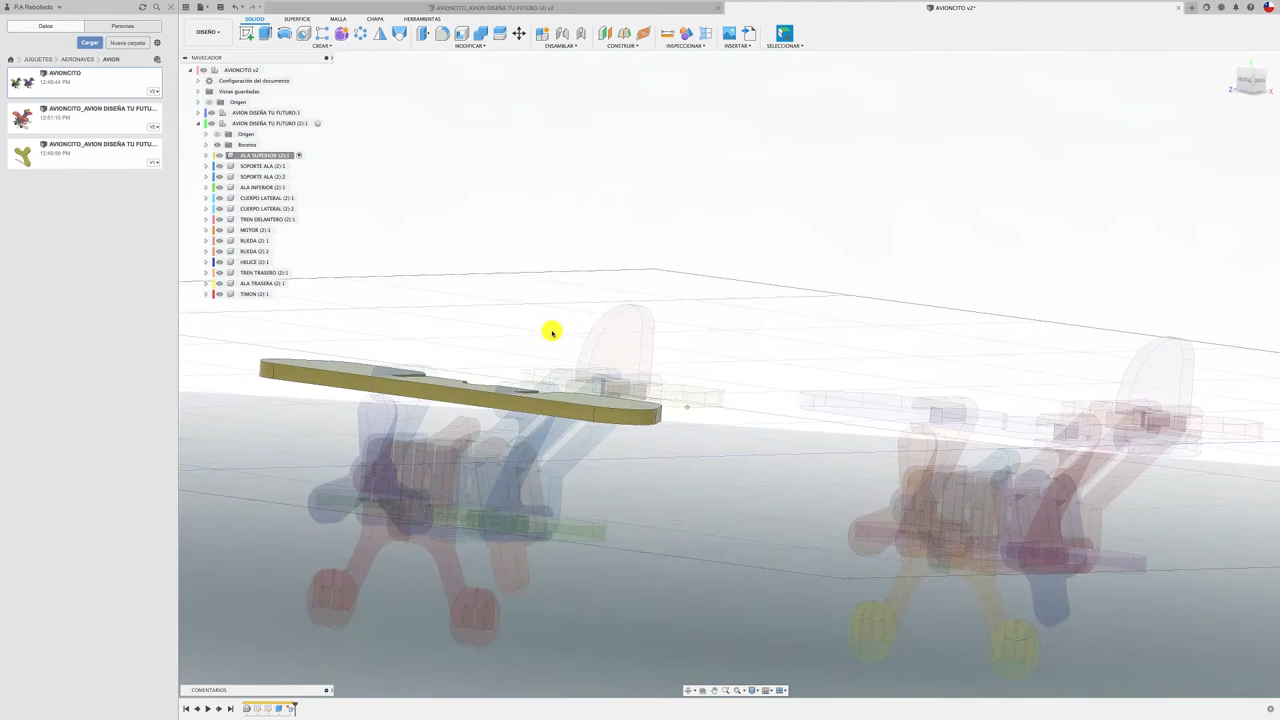 P.A Rebolledo
AVIONCITO_AVION DISEÑA TU FUTURO (2) v2
AVIONCITO v2*
Datos
Personas
Cargar
Nueva carpeta
JUGUETES
AERONAVES
AVION
AVIONCITO
12:48:44 PM
V2
AVIONCITO_AVION DISEÑA TU FUTU...
12:51:15 PM
V2
AVIONCITO_AVION DISEÑA TU FUTU...
12:49:59 PM
V1
SOLIDO
SUPERFICIE
MALLA
CHAPA
HERRAMIENTAS
DISEÑO
CREAR
MODIFICAR
ENSAMBLAR
CONSTRUIR
INSPECCIONAR
INSERTAR
SELECCIONAR
NAVEGADOR
AVIONCITO v2
Configuración del documento
Vistas guardadas
Origen
AVION DISEÑA TU FUTURO:1
AVION DISEÑA TU FUTURO (2):1
Origen
Bocetos
ALA SUPERIOR (2):1
SOPORTE ALA (2):1
SOPORTE ALA (2):2
ALA INFERIOR (2):1
CUERPO LATERAL (2):1
CUERPO LATERAL (2):2
TREN DELANTERO (2):1
MOTOR (2):1
RUEDA (2):1
RUEDA (2):2
HELICE (2):1
TREN TRASERO (2):1
ALA TRASERA (2):1
TIMON (2):1
Z
X
COMENTARIOS